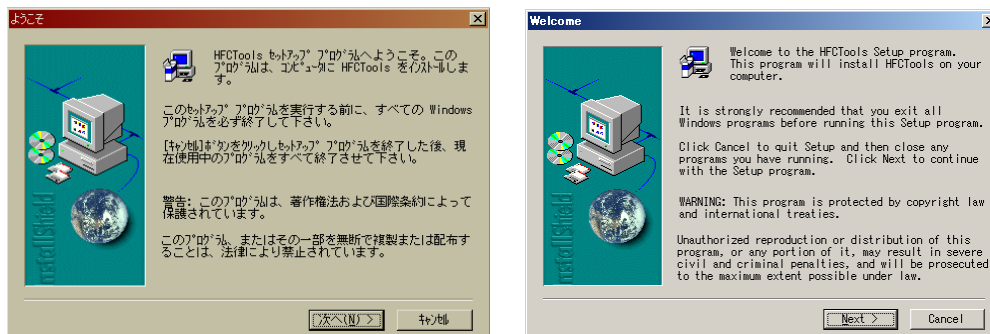 ようこそ
HFCTools ｾｯﾄｱｯﾌﾟ ﾌﾟﾛｸﾞﾗﾑへようこそ。この
ﾌﾟﾛｸﾞﾗﾑは、ｺﾝﾋﾟｭｰﾀに HFCTools をｲﾝｽﾄｰﾙしま
す。
このｾｯﾄｱｯﾌﾟ ﾌﾟﾛｸﾞﾗﾑを実行する前に、すべての Windows
ﾌﾟﾛｸﾞﾗﾑを必ず終了して下さい。
[ｷｬﾝｾﾙ]ﾎﾞﾀﾝをｸﾘｯｸしｾｯﾄｱｯﾌﾟ ﾌﾟﾛｸﾞﾗﾑを終了した後、現
在使用中のﾌﾟﾛｸﾞﾗﾑをすべて終了させて下さい。
警告: このﾌﾟﾛｸﾞﾗﾑは、著作権法および国際条約によって
保護されています。
このﾌﾟﾛｸﾞﾗﾑ、またはその一部を無断で複製または配布す
ることは、法律により禁止されています。
InstallShield
次へ(N) >
ｷｬﾝｾﾙ
Welcome
Welcome to the HFCTools Setup program.
This program will install HFCTools on your
computer.
It is strongly recommended that you exit all
Windows programs before running this Setup program.
Click Cancel to quit Setup and then close any
programs you have running. Click Next to continue
with the Setup program.
WARNING: This program is protected by copyright law
and international treaties.
Unauthorized reproduction or distribution of this
program, or any portion of it, may result in severe
civil and criminal penalties, and will be prosecuted
to the maximum extent possible under law.
InstallShield
Next >
Cancel